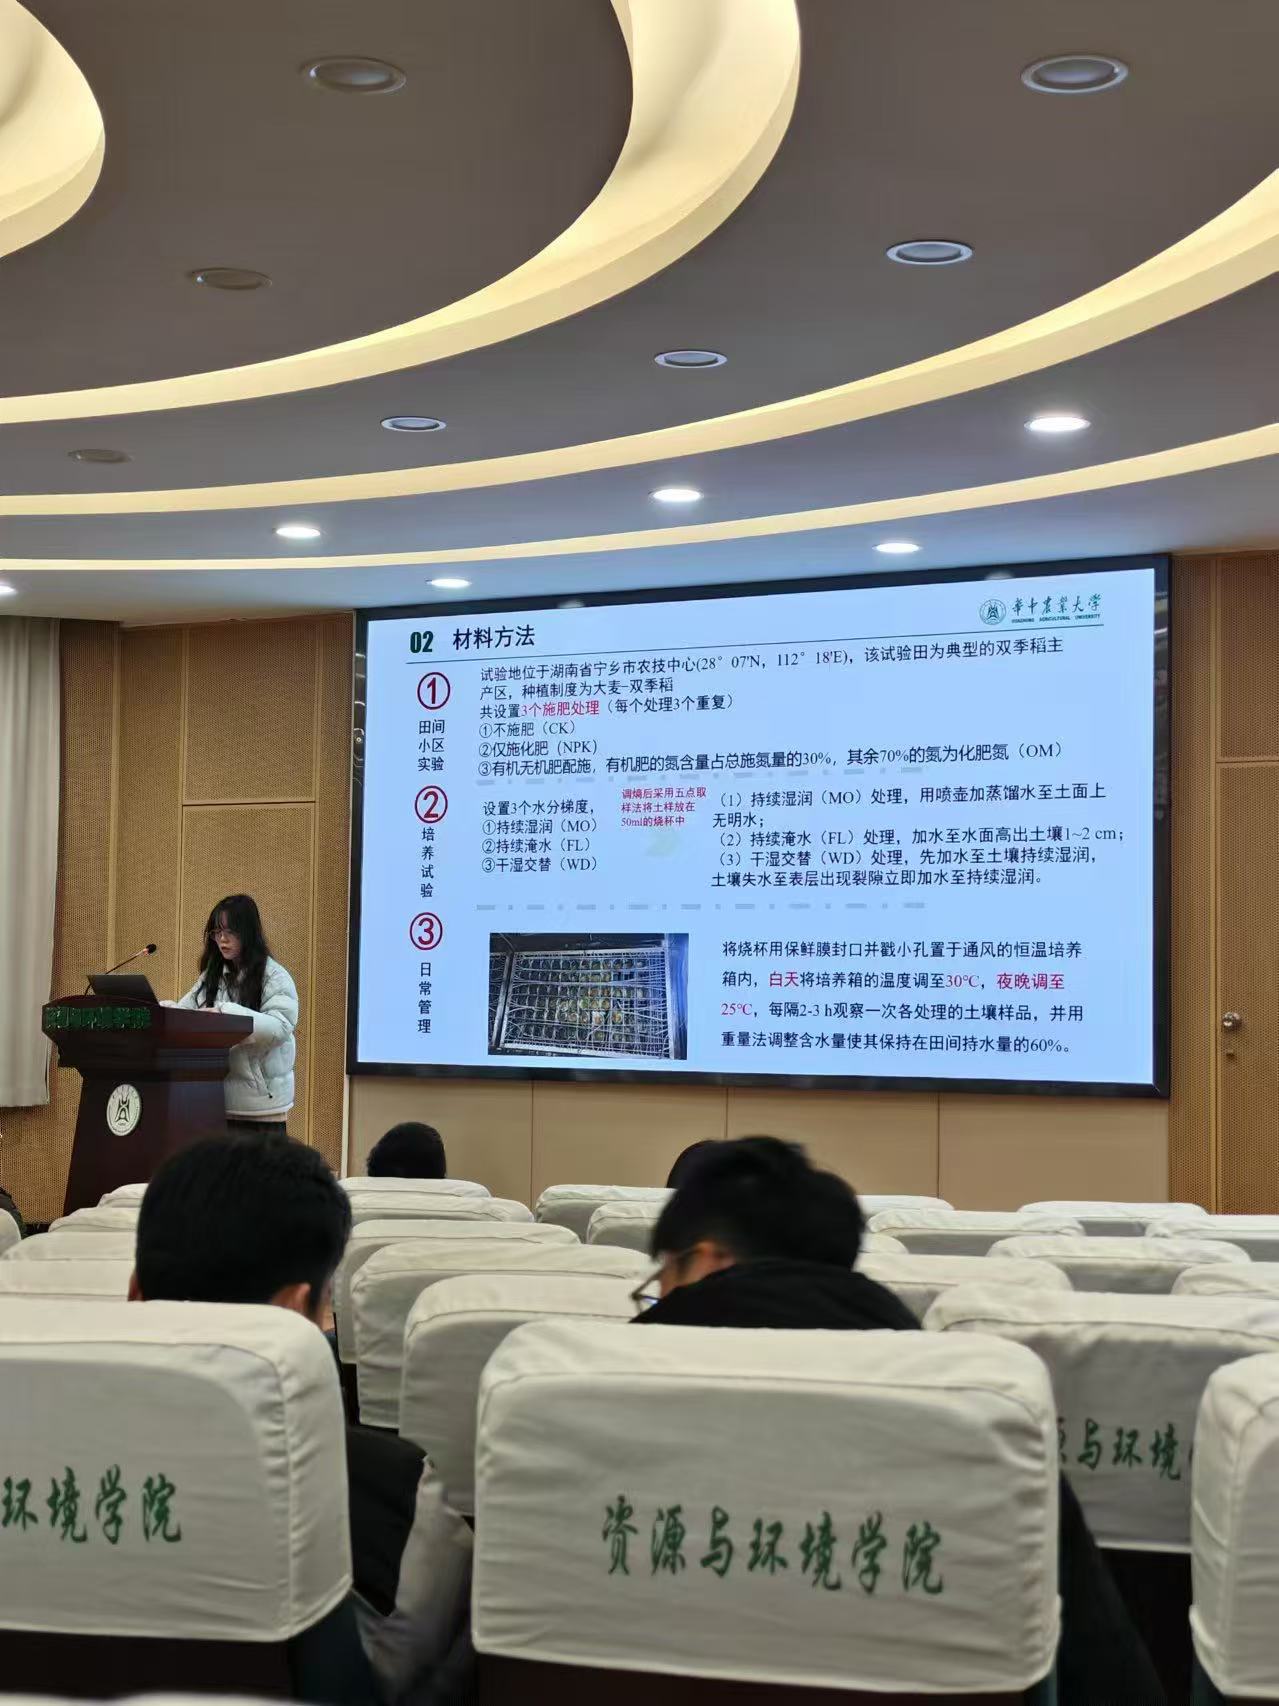 华中农业大学
HUAZHONG AGRICULTURAL UNIVERSITY
02 材料方法
①
田间
小区
实验
试验地位于湖南省宁乡市农技中心(28°07'N，112°18'E)，该试验田为典型的双季稻主
产区，种植制度为大麦–双季稻
共设置3个施肥处理（每个处理3个重复）
①不施肥（CK）
②仅施化肥（NPK）
③有机无机肥配施，有机肥的氮含量占总施氮量的30%，其余70%的氮为化肥氮（OM）
②
培
养
试
验
设置3个水分梯度，
①持续湿润（MO）
②持续淹水（FL）
③干湿交替（WD）
样法将土样放在
50ml的烧杯中
（1）持续湿润（MO）处理，用喷壶加蒸馏水至土面上
无明水；
（2）持续淹水（FL）处理，加水至水面高出土壤1~2 cm；
（3）干湿交替（WD）处理，先加水至土壤持续湿润，
土壤失水至表层出现裂隙立即加水至持续湿润。
③
日
常
管
理
将烧杯用保鲜膜封口并戳小孔置于通风的恒温培养
箱内，白天将培养箱的温度调至30℃，夜晚调至
25℃，每隔2-3 h观察一次各处理的土壤样品，并用
重量法调整含水量使其保持在田间持水量的60%。
环境学院
资源与环境学院
与环境